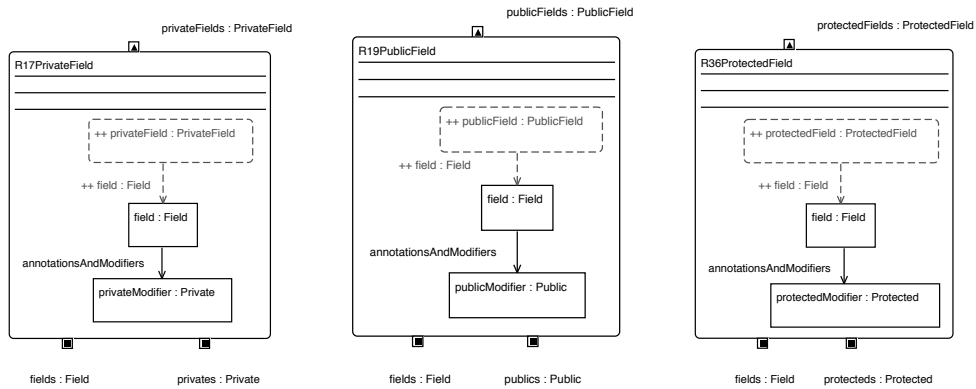 privateFields : PrivateField
R17PrivateField
++ privateField : PrivateField
++ field : Field
field : Field
annotationsAndModifiers
privateModifier : Private
fields : Field
privates : Private
publicFields : PublicField
R19PublicField
++ publicField : PublicField
++ field : Field
field : Field
annotationsAndModifiers
publicModifier : Public
fields : Field
publics : Public
protectedFields : ProtectedField
R36ProtectedField
++ protectedField : ProtectedField
++ field : Field
field : Field
annotationsAndModifiers
protectedModifier : Protected
fields : Field
protecteds : Protected